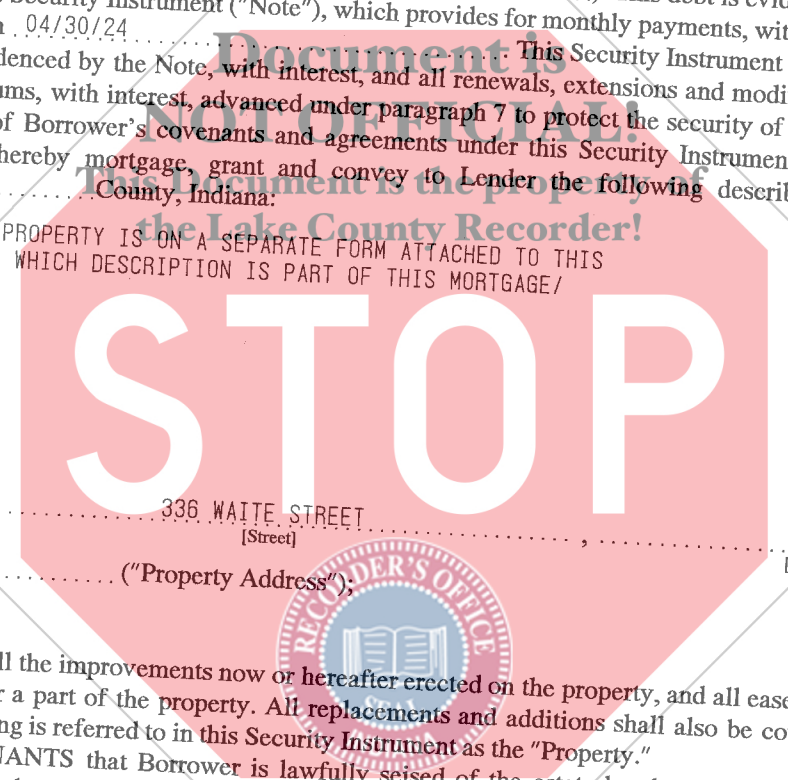 Security Instrument ("Note"), which provides for monthly payments, wit
04/30/24 This Security Instrument
denced by the Note, with interest, and all renewals, extensions and modi
ums, with interest, advanced under paragraph 7 to protect the security of
of Borrower's covenants and agreements under this Security Instrumen
hereby mortgage, grant and convey to Lender the following descri
County, Indiana:
Document is
NOT OFFICIAL!
This Document is the property of
the Lake County Recorder!
PROPERTY IS ON A SEPARATE FORM ATTACHED TO THIS
WHICH DESCRIPTION IS PART OF THIS MORTGAGE/
STOP
336 WAITE STREET ,
[Street]
("Property Address");
RECORDER'S OFFICE
SEAL
INDIANA
ll the improvements now or hereafter erected on the property, and all ease
r a part of the property. All replacements and additions shall also be co
ng is referred to in this Security Instrument as the "Property."
NANTS that Borrower is lawfully seised of the